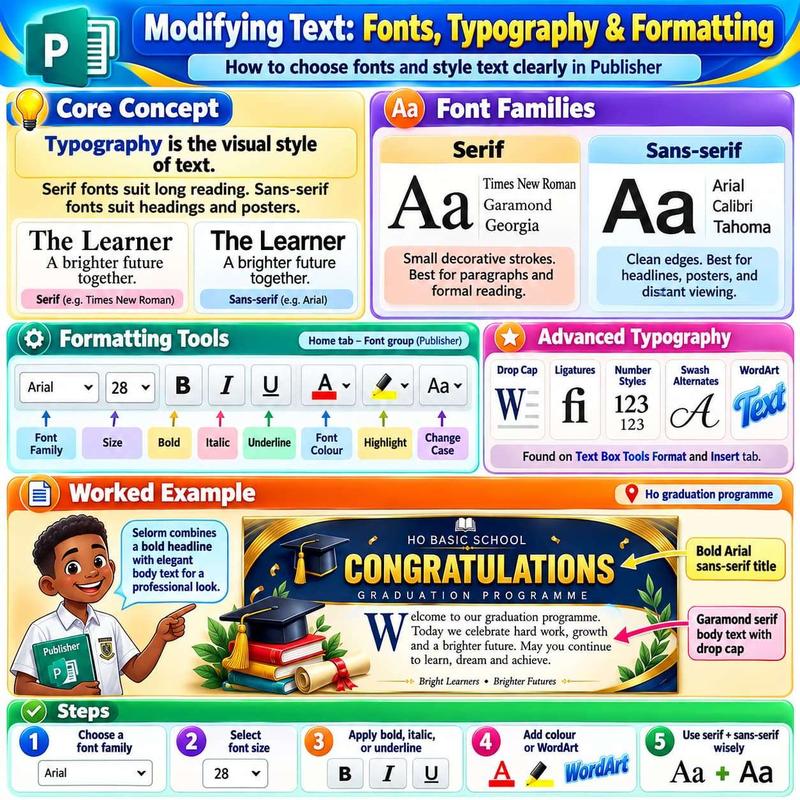 P
Modifying Text: Fonts, Typography & Formatting
How to choose fonts and style text clearly in Publisher
Core Concept
Typography is the visual style
of text.
Serif fonts suit long reading. Sans-serif
fonts suit headings and posters.
The Learner
A brighter future
together.
Serif (e.g. Times New Roman)
The Learner
A brighter future
together.
Sans-serif (e.g. Arial)
Aa
Font Families
Serif
Aa
Times New Roman
Garamond
Georgia
Small decorative strokes.
Best for paragraphs and
formal reading.
Sans-serif
Aa
Arial
Calibri
Tahoma
Clean edges. Best for
headlines, posters, and
distant viewing.
Formatting Tools
Home tab – Font group (Publisher)
Arial
28
B
I
U
A
Aa
Font
Family
Size
Bold
Italic
Underline
Font
Colour
Highlight
Change
Case
Advanced Typography
Drop Cap
W
Ligatures
fi
Number
Styles
123
123
Swash
Alternates
A
WordArt
Text
Found on Text Box Tools Format and Insert tab.
Worked Example
Ho graduation programme
Selorm combines
a bold headline
with elegant
body text for a
professional look.
Publisher
P
HO BASIC SCHOOL
CONGRATULATIONS
GRADUATION PROGRAMME
Welcome to our graduation programme.
Today we celebrate hard work, growth
and a brighter future. May you continue
to learn, dream and achieve.
Bright Learners • Brighter Futures
Bold Arial
sans-serif title
Garamond serif
body text with
drop cap
Steps
1
Choose a
font family
Arial
2
Select
font size
28
3
Apply bold, italic,
or underline
B
I
U
4
Add colour
or WordArt
A
WordArt
5
Use serif + sans-serif
wisely
Aa + Aa